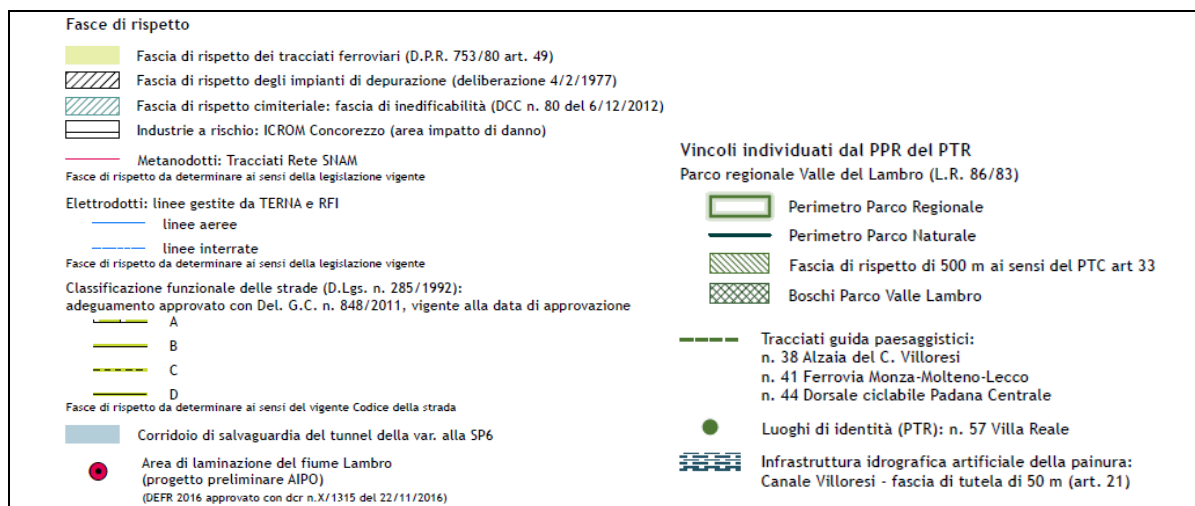 Fasce di rispetto
Fascia di rispetto dei tracciati ferroviari (D.P.R. 753/80 art. 49)
Fascia di rispetto degli impianti di depurazione (deliberazione 4/2/1977)
Fascia di rispetto cimiteriale: fascia di inedificabilità (DCC n. 80 del 6/12/2012)
Industrie a rischio: ICROM Concorezzo (area impatto di danno)
Metanodotti: Tracciati Rete SNAM
Fasce di rispetto da determinare ai sensi della legislazione vigente
Elettrodotti: linee gestite da TERNA e RFI
linee aeree
linee interrate
Fasce di rispetto da determinare ai sensi della legislazione vigente
Classificazione funzionale delle strade (D.Lgs. n. 285/1992):
adeguamento approvato con Del. G.C. n. 848/2011, vigente alla data di approvazione
A
B
C
D
Fasce di rispetto da determinare ai sensi del vigente Codice della strada
Corridoio di salvaguardia del tunnel della var. alla SP6
Area di laminazione del fiume Lambro
(progetto preliminare AIPO)
(DEFR 2016 approvato con dcr n.X/1315 del 22/11/2016)
Vincoli individuati dal PPR del PTR
Parco regionale Valle del Lambro (L.R. 86/83)
Perimetro Parco Regionale
Perimetro Parco Naturale
Fascia di rispetto di 500 m ai sensi del PTC art 33
Boschi Parco Valle Lambro
Tracciati guida paesaggistici:
n. 38 Alzaia del C. Villoresi
n. 41 Ferrovia Monza-Molteno-Lecco
n. 44 Dorsale ciclabile Padana Centrale
Luoghi di identità (PTR): n. 57 Villa Reale
Infrastruttura idrografica artificiale della painura:
Canale Villoresi - fascia di tutela di 50 m (art. 21)